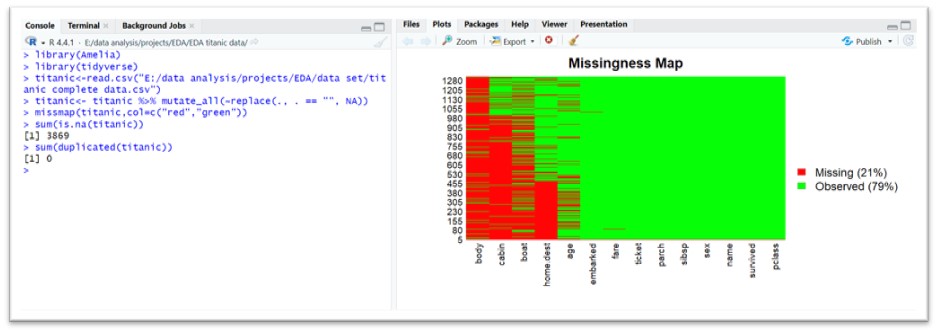 Console Terminal × Background Jobs ×
R • R 4.4.1 · E:/data analysis/projects/EDA/EDA titanic data/
> library(Amelia)
> library(tidyverse)
> titanic<-read.csv("E:/data analysis/projects/EDA/data set/tit
anic complete data.csv")
> titanic<- titanic %>% mutate_all(~replace(., . == "", NA))
> missmap(titanic,col=c("red","green"))
> sum(is.na(titanic))
[1] 3869
> sum(duplicated(titanic))
[1] 0
>
Files Plots Packages Help Viewer Presentation
Zoom Export Publish
Missingness Map
1280
1205
1130
1055
980
905
830
755
680
605
530
455
380
305
230
155
80
5
body
cabin
boat
home.dest
age
embarked
fare
ticket
parch
sibsp
sex
name
survived
pclass
Missing (21%)
Observed (79%)